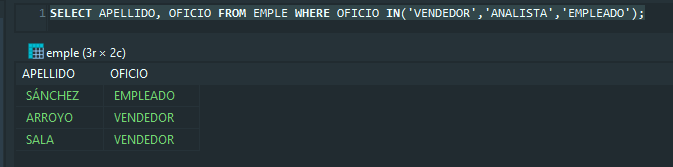 1 SELECT APELLIDO, OFICIO FROM EMPLE WHERE OFICIO IN('VENDEDOR','ANALISTA','EMPLEADO');
emple (3r × 2c)
APELLIDO OFICIO
SÁNCHEZ EMPLEADO
ARROYO VENDEDOR
SALA VENDEDOR